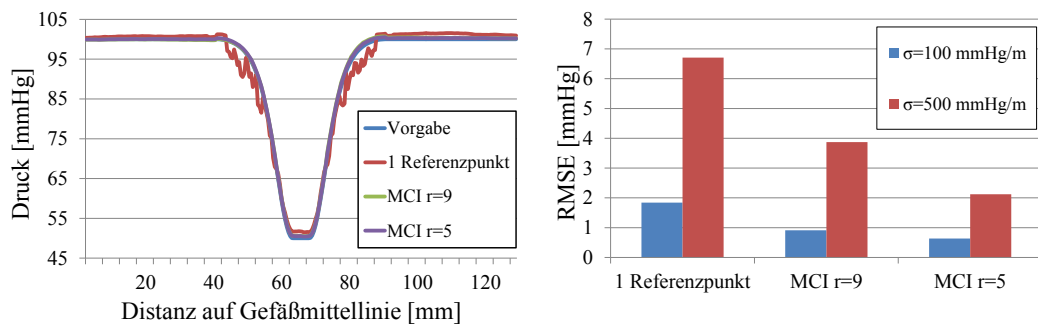 105
95
85
75
65
55
45
Druck [mmHg]
20
40
60
80
100
120
Distanz auf Gefäßmittellinie [mm]
Vorgabe
1 Referenzpunkt
MCI r=9
MCI r=5
8
7
6
5
4
3
2
1
0
RMSE [mmHg]
1 Referenzpunkt
MCI r=9
MCI r=5
σ=100 mmHg/m
σ=500 mmHg/m